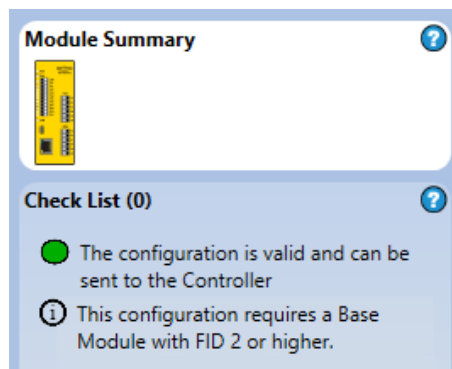 Module Summary
?
Check List (0)
?
The configuration is valid and can be
sent to the Controller
i
This configuration requires a Base
Module with FID 2 or higher.